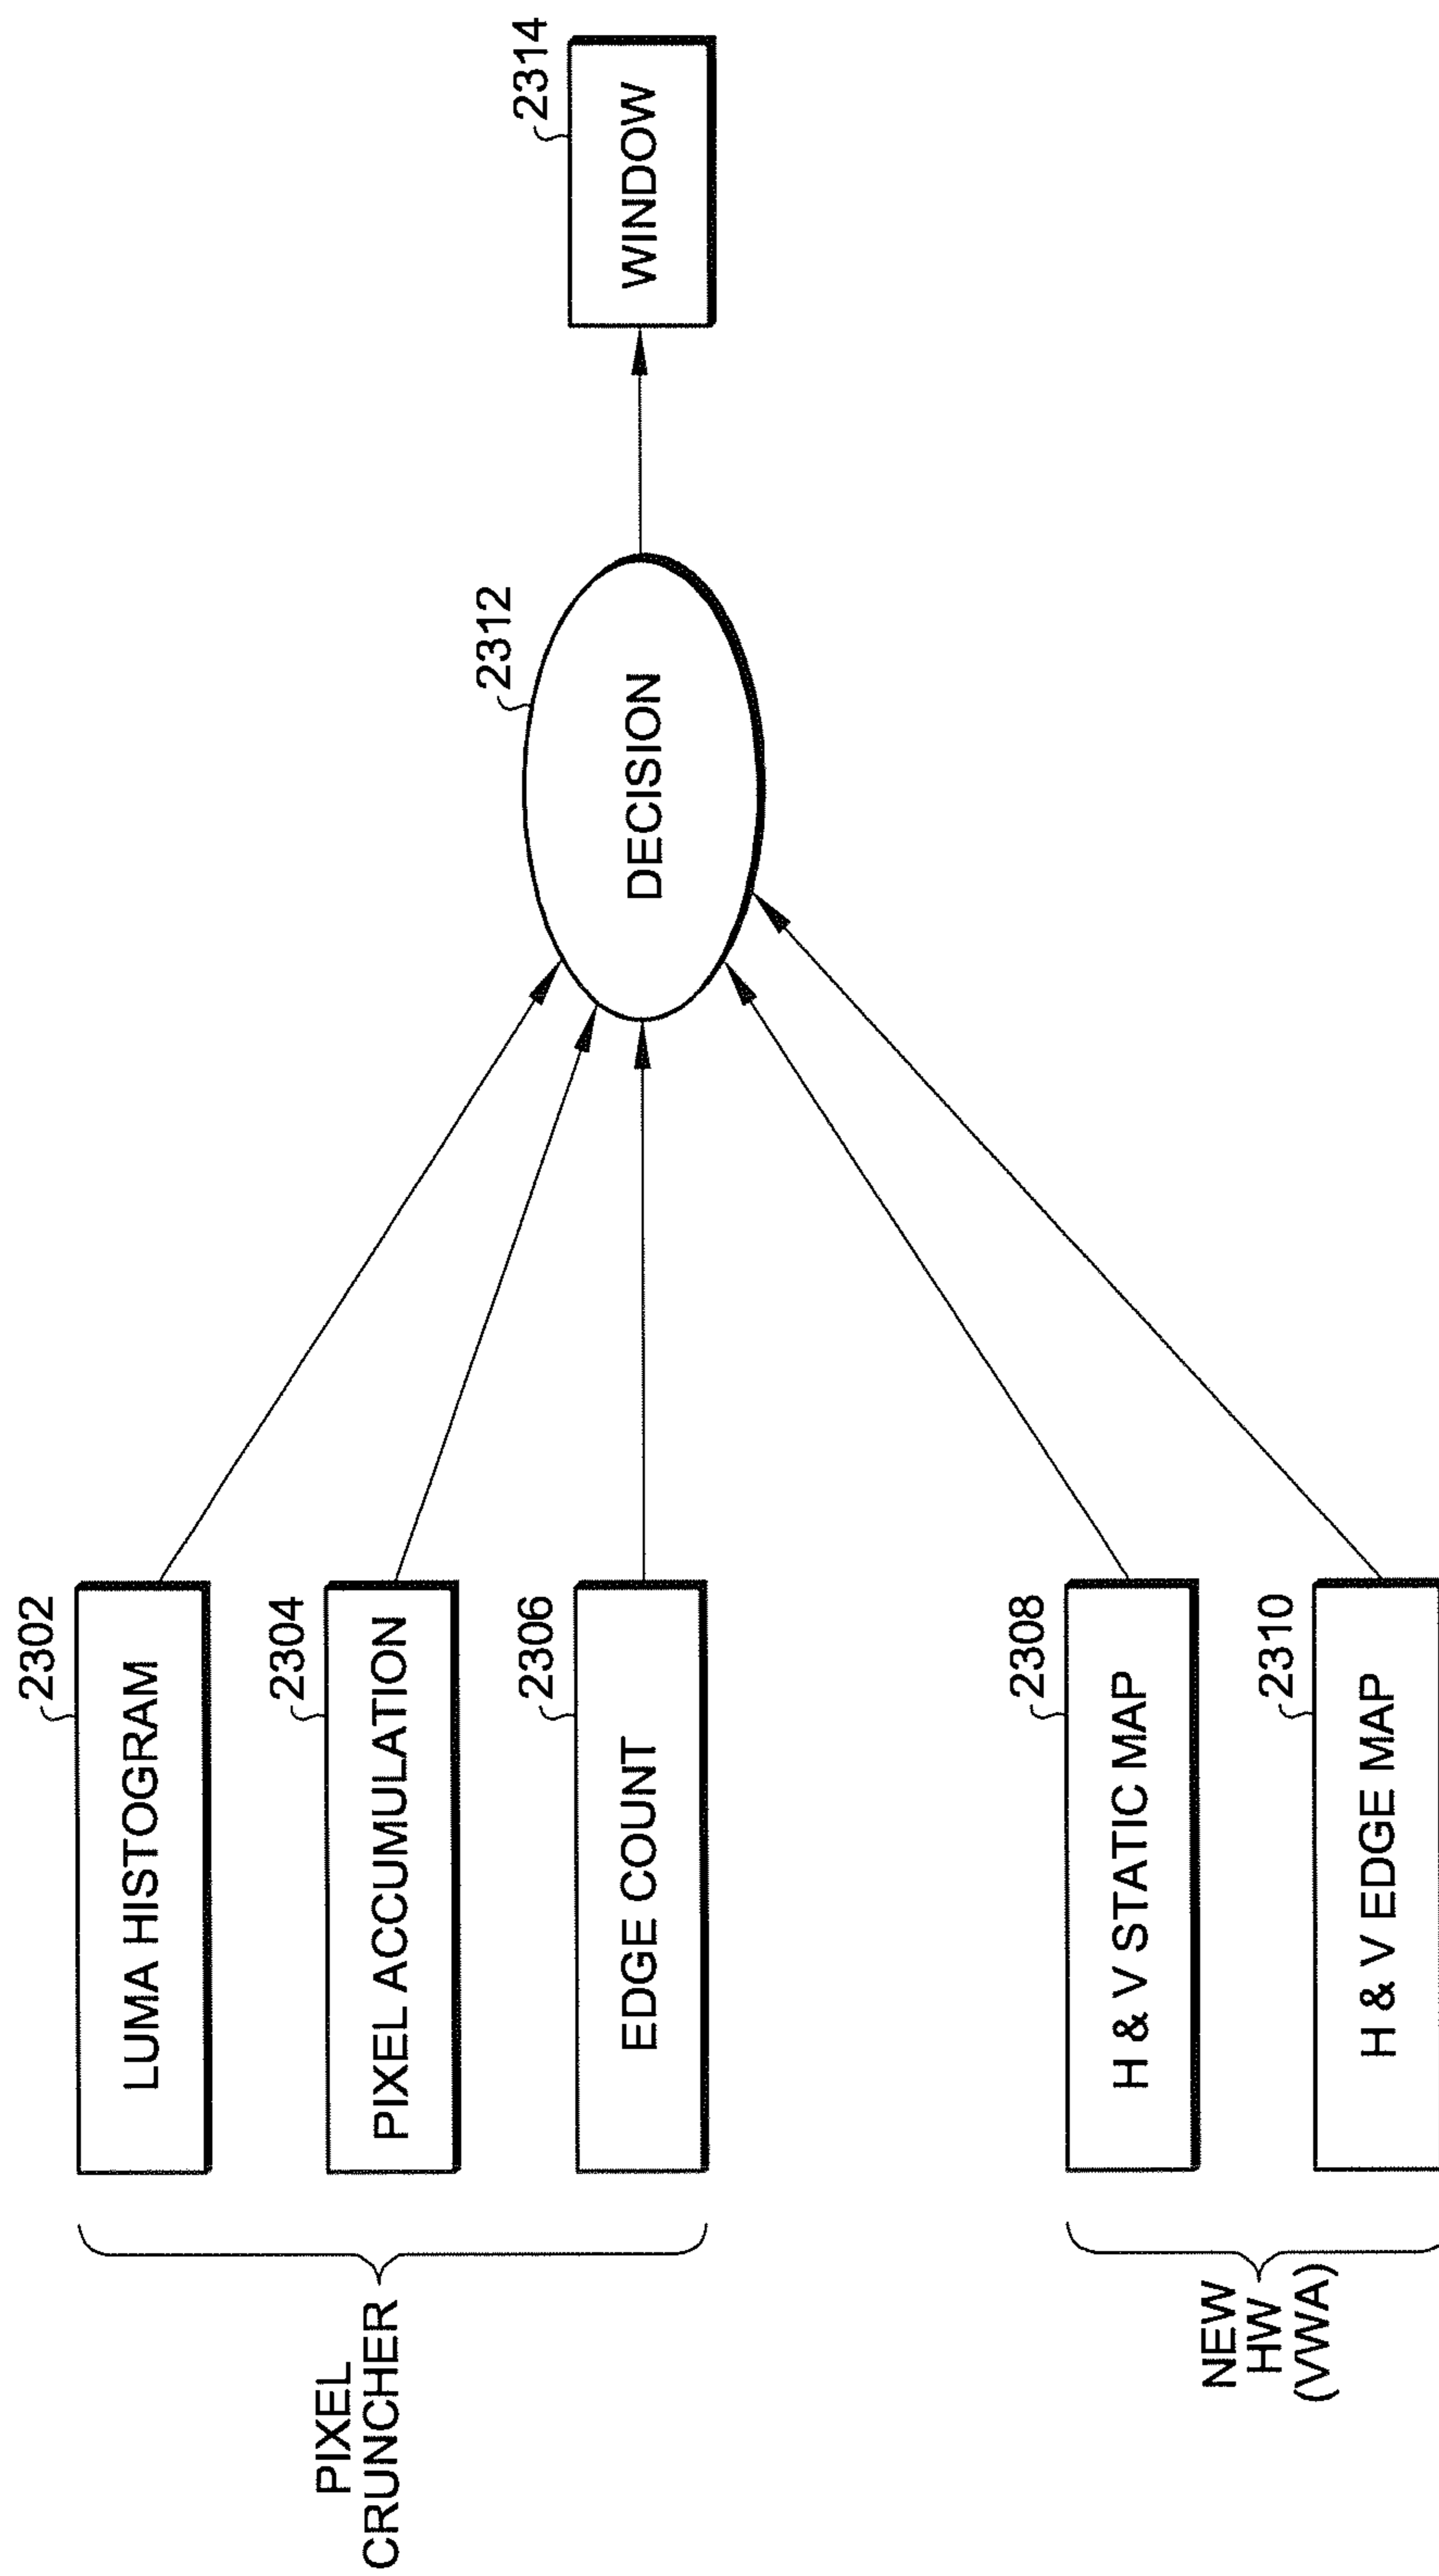 PIXEL
CRUNCHER
2302
LUMA HISTOGRAM
2304
PIXEL ACCUMULATION
2306
EDGE COUNT
NEW
HW
(VWA)
2308
H & V STATIC MAP
2310
H & V EDGE MAP
2312
DECISION
2314
WINDOW